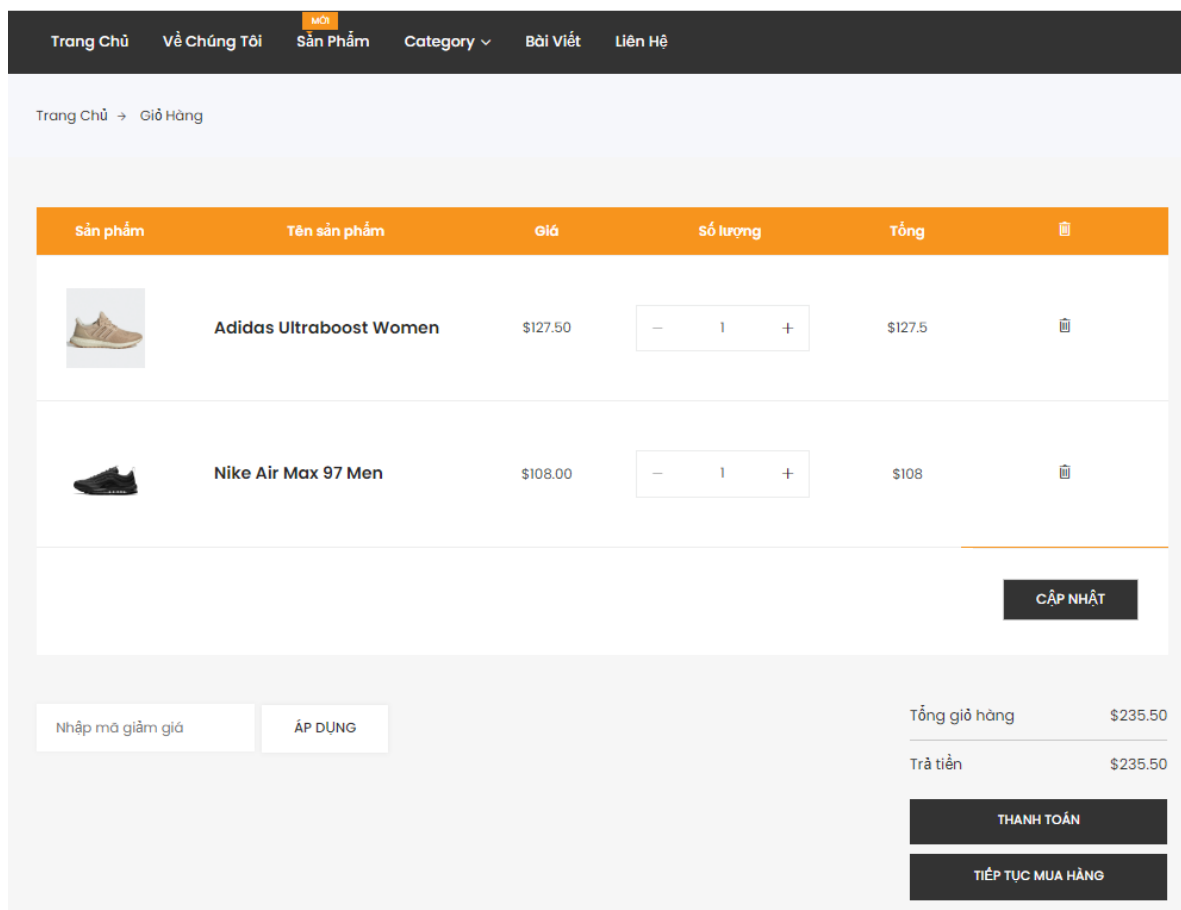 MỚI
Trang Chủ Về Chúng Tôi Sản Phẩm Category Bài Viết Liên Hệ
Trang Chủ → Giỏ Hàng
Sản phẩm Tên sản phẩm Giá Số lượng Tổng
Adidas Ultraboost Women $127.50 − 1 + $127.5
Nike Air Max 97 Men $108.00 − 1 + $108
CẬP NHẬT
Nhập mã giảm giá ÁP DỤNG
Tổng giỏ hàng $235.50
Trả tiền $235.50
THANH TOÁN
TIẾP TỤC MUA HÀNG